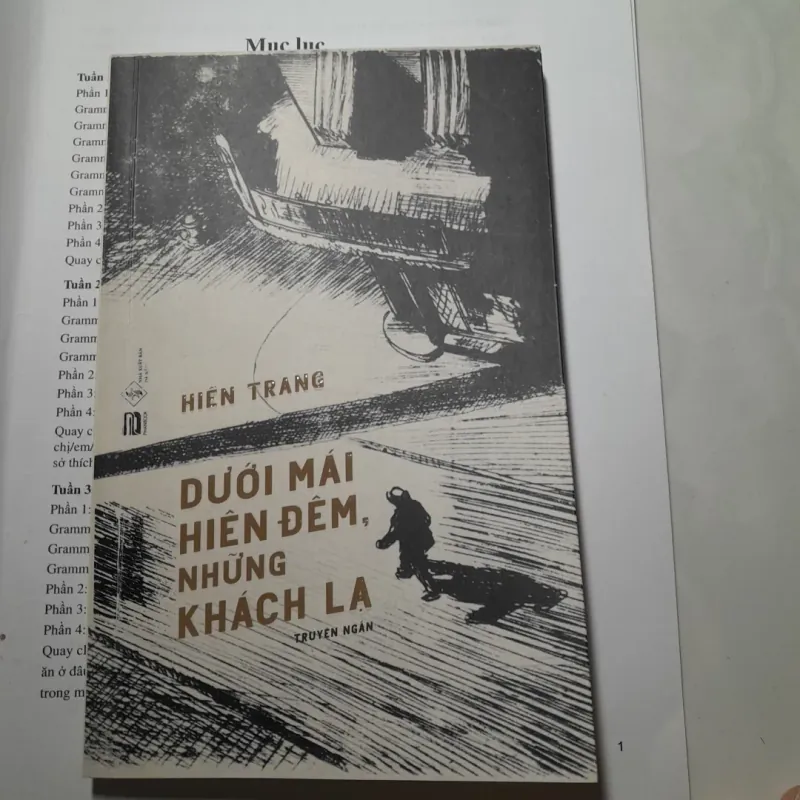 Mục lục
Tuần
Phần 1
Gramm
Gramm
Gramm
Gramm
Gramm
Gramm
Phần 2
Phần 3
Phần 4
Quay c
Tuần 2
Phần 1
Gramm
Gramm
Gramm
Phần 2:
Phần 3:
Phần 4:
Quay c
chị/em/
sở thích
Tuần 3
Phần 1:
Gramm
Gramm
Gramm
Phần 2:
Phần 3:
Phần 4:
Quay cl
ăn ở đâu
trong m
HIỀN TRANG
DƯỚI MÁI
HIÊN ĐÊM,
NHỮNG
KHÁCH LẠ
TRUYỆN NGẮN
1